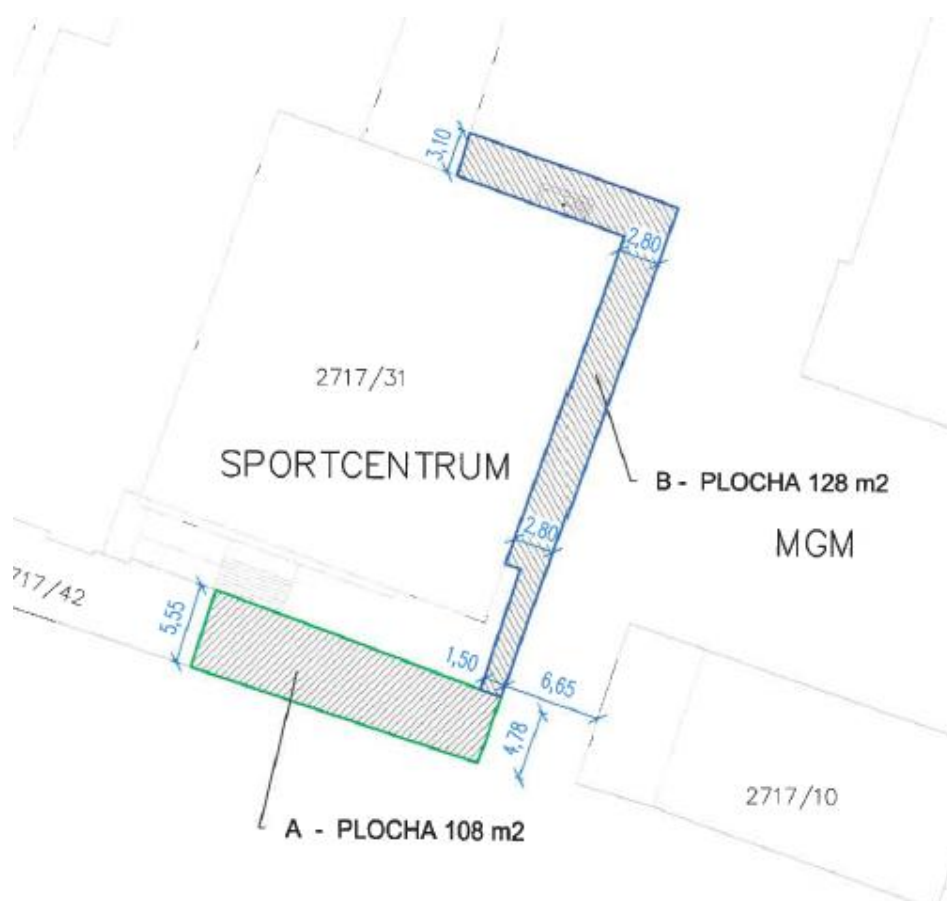 3,10
2,80
2717/31
SPORTCENTRUM
B - PLOCHA 128 m2
2,80
MGM
717/42
5,55
1,50
6,65
4,78
2717/10
A - PLOCHA 108 m2